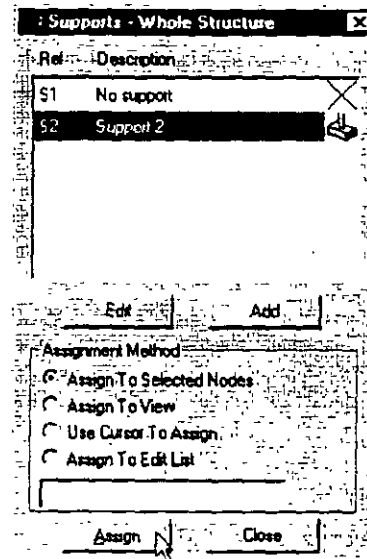 : Supports - Whole Structure
Ref Description
S1 No support
S2 Support 2
Edit Add
Assignment Method
Assign To Selected Nodes
Assign To View
Use Cursor To Assign
Assign To Edit List
Assign Close